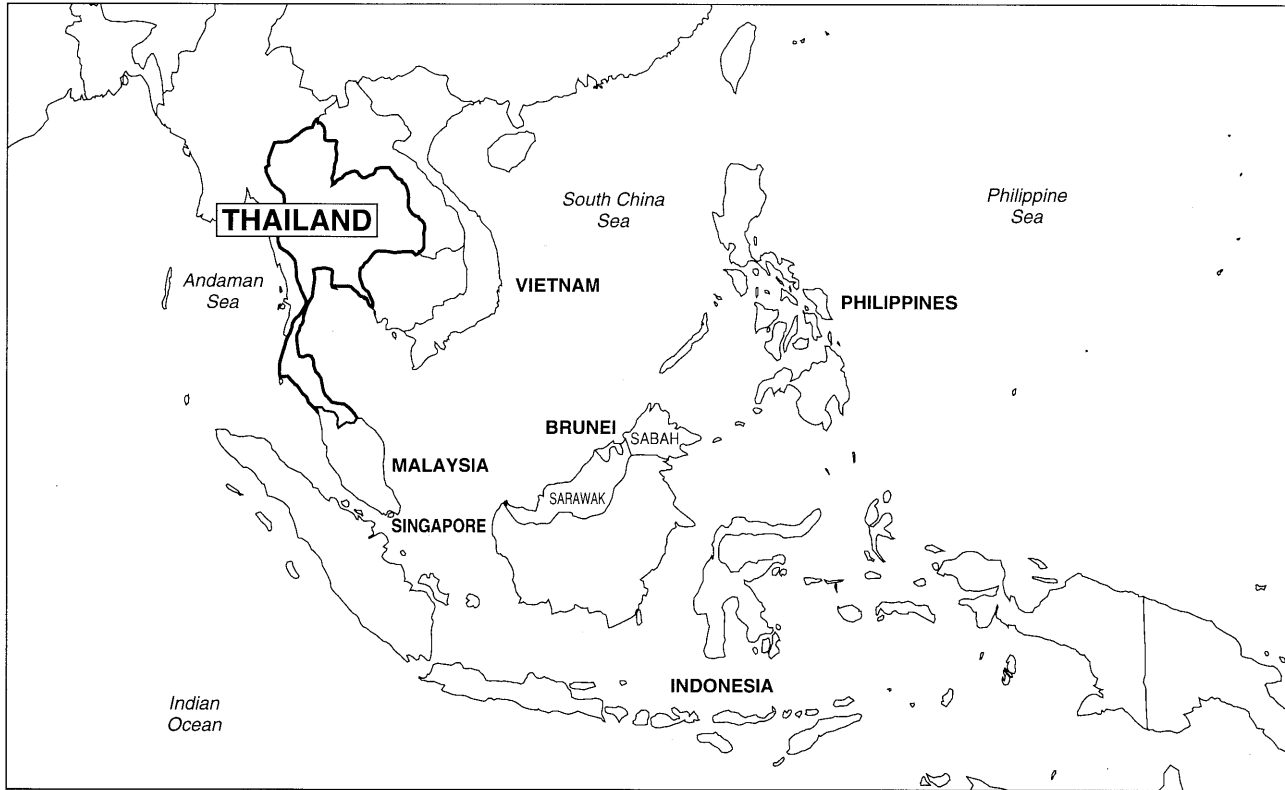 South China
Sea
Philippine
Sea
THAILAND
Andaman
Sea
VIETNAM
PHILIPPINES
BRUNEI
SABAH
MALAYSIA
SARAWAK
SINGAPORE
INDONESIA
Indian
Ocean